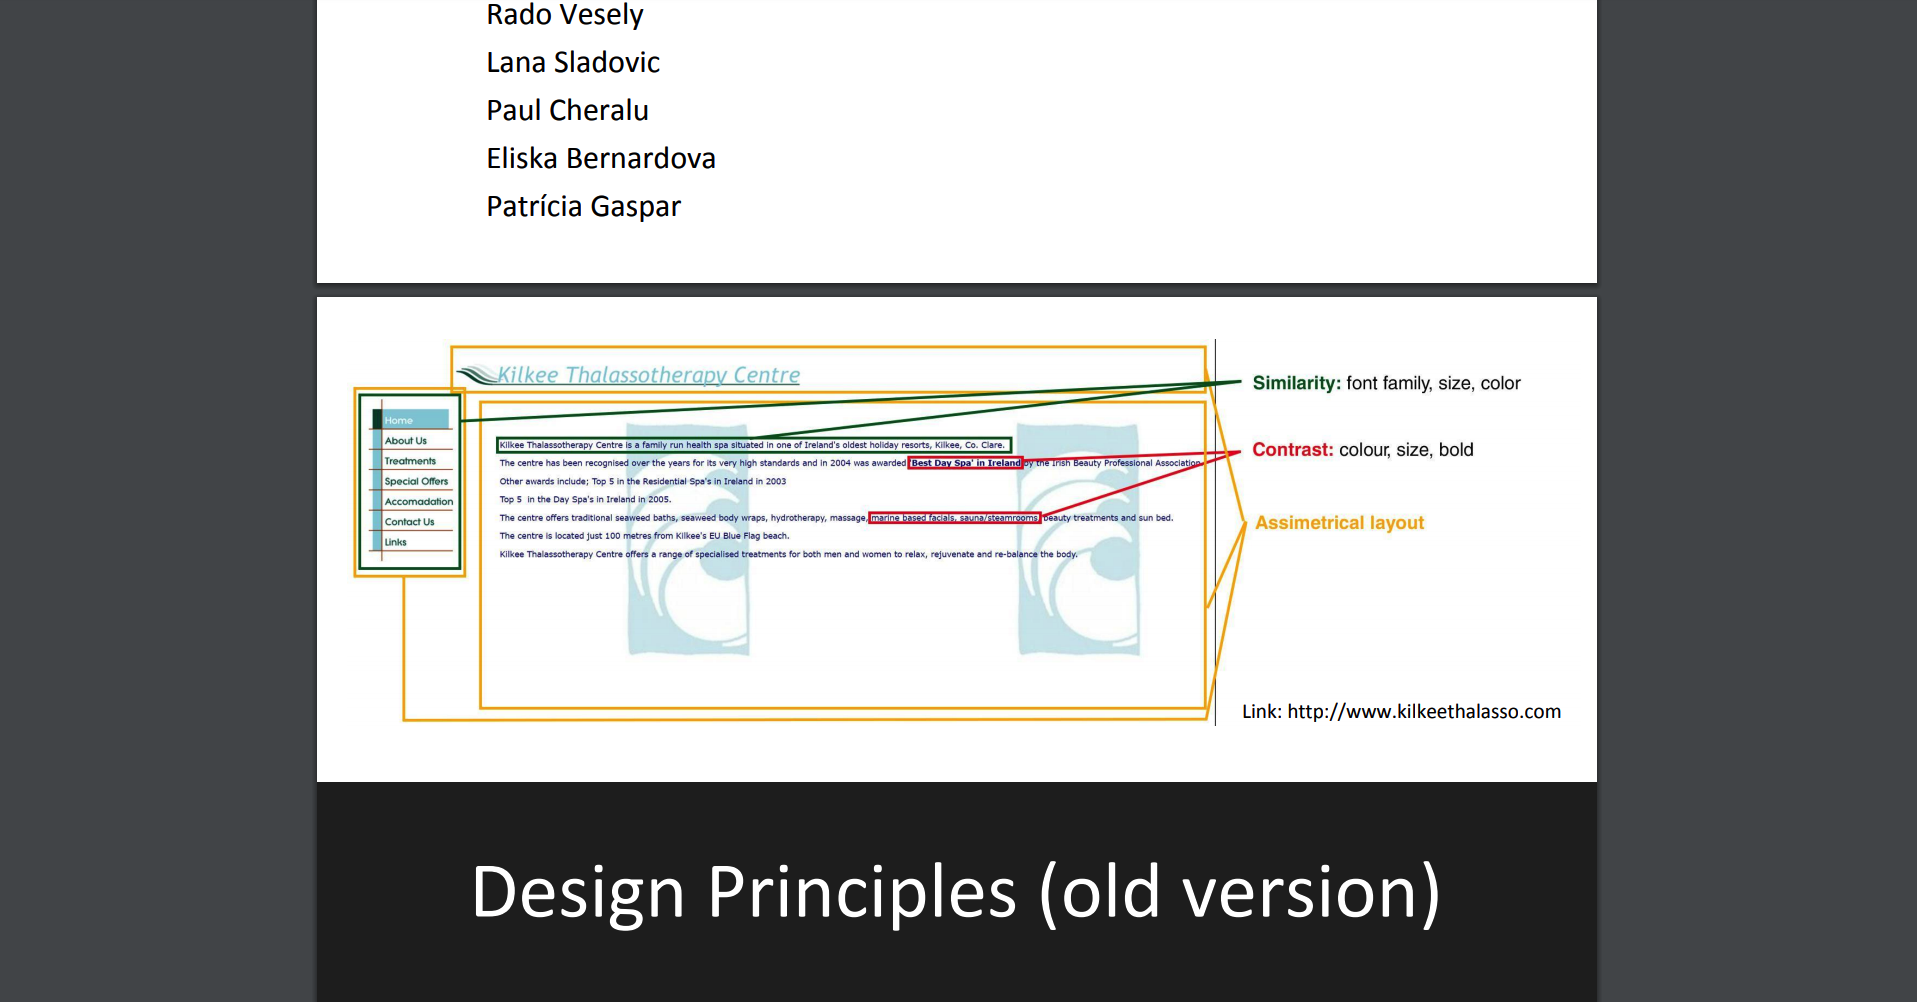 Rado Vesely
Lana Sladovic
Paul Cheralu
Eliska Bernardova
Patrícia Gaspar
Kilkee Thalassotherapy Centre
Home
About Us
Treatments
Special Offers
Accomadation
Contact Us
Links
Kilkee Thalassotherapy Centre is a family run health spa situated in one of Ireland's oldest holiday resorts, Kilkee, Co. Clare.
The centre has been recognised over the years for its very high standards and in 2004 was awarded 'Best Day Spa' in Ireland by the Irish Beauty Professional Association.
Other awards include; Top 5 in the Residential Spa's in Ireland in 2003
Top 5 in the Day Spa's in Ireland in 2005.
The centre offers traditional seaweed baths, seaweed body wraps, hydrotherapy, massage, marine based facials, sauna/steamrooms, beauty treatments and sun bed.
The centre is located just 100 metres from Kilkee's EU Blue Flag beach.
Kilkee Thalassotherapy Centre offers a range of specialised treatments for both men and women to relax, rejuvenate and re-balance the body.
Similarity: font family, size, color
Contrast: colour, size, bold
Assimetrical layout
Link: http://www.kilkeethalasso.com
Design Principles (old version)